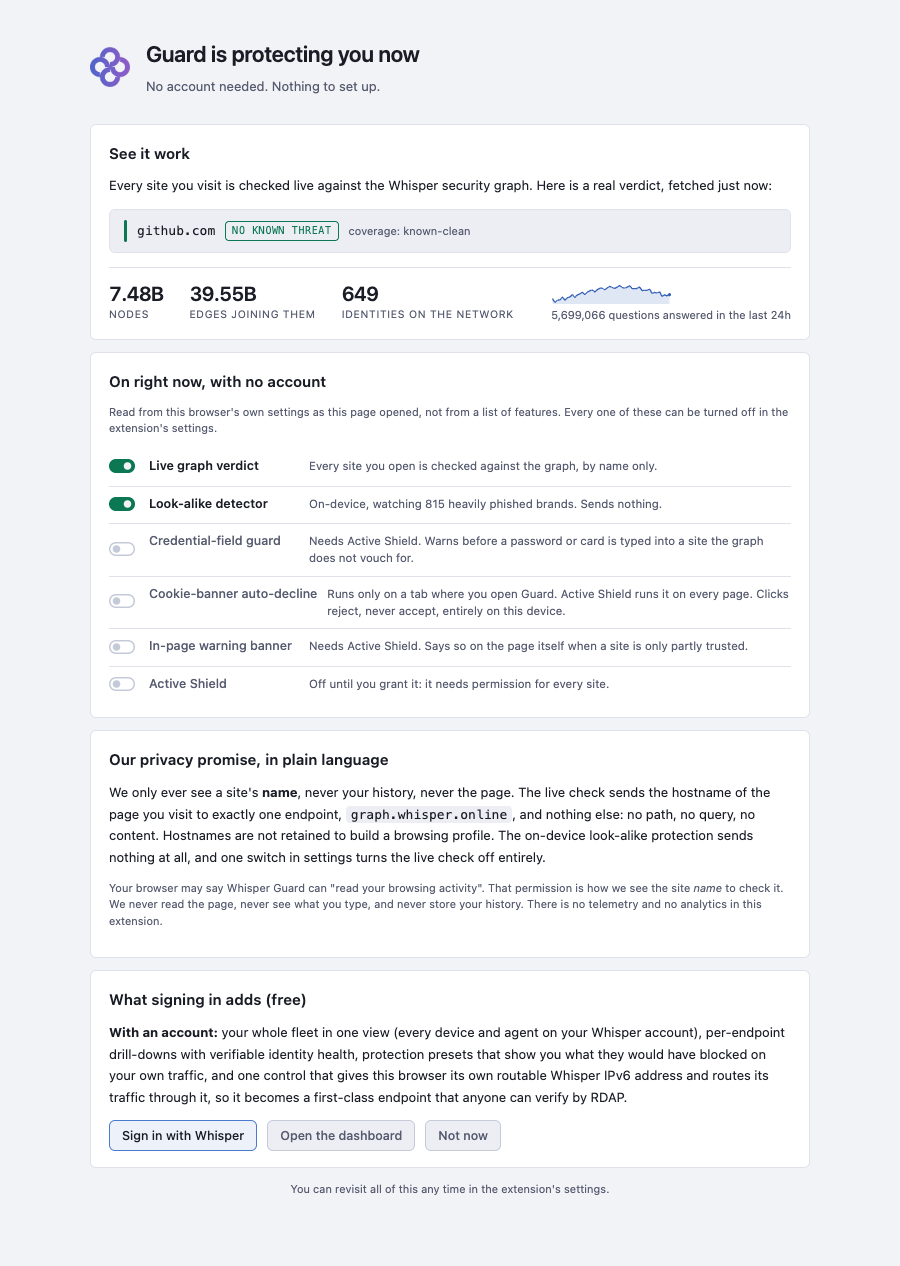 Guard is protecting you now
No account needed. Nothing to set up.
See it work
Every site you visit is checked live against the Whisper security graph. Here is a real verdict, fetched just now:
github.com NO KNOWN THREAT coverage: known-clean
7.48B
NODES
39.55B
EDGES JOINING THEM
649
IDENTITIES ON THE NETWORK
5,699,066 questions answered in the last 24h
On right now, with no account
Read from this browser's own settings as this page opened, not from a list of features. Every one of these can be turned off in the
extension's settings.
Live graph verdict
Every site you open is checked against the graph, by name only.
Look-alike detector
On-device, watching 815 heavily phished brands. Sends nothing.
Credential-field guard
Needs Active Shield. Warns before a password or card is typed into a site the graph
does not vouch for.
Cookie-banner auto-decline
Runs only on a tab where you open Guard. Active Shield runs it on every page. Clicks
reject, never accept, entirely on this device.
In-page warning banner
Needs Active Shield. Says so on the page itself when a site is only partly trusted.
Active Shield
Off until you grant it: it needs permission for every site.
Our privacy promise, in plain language
We only ever see a site's name, never your history, never the page. The live check sends the hostname of the
page you visit to exactly one endpoint, graph.whisper.online, and nothing else: no path, no query, no
content. Hostnames are not retained to build a browsing profile. The on-device look-alike protection sends
nothing at all, and one switch in settings turns the live check off entirely.
Your browser may say Whisper Guard can "read your browsing activity". That permission is how we see the site name to check it.
We never read the page, never see what you type, and never store your history. There is no telemetry and no analytics in this
extension.
What signing in adds (free)
With an account: your whole fleet in one view (every device and agent on your Whisper account), per-endpoint
drill-downs with verifiable identity health, protection presets that show you what they would have blocked on
your own traffic, and one control that gives this browser its own routable Whisper IPv6 address and routes its
traffic through it, so it becomes a first-class endpoint that anyone can verify by RDAP.
Sign in with Whisper
Open the dashboard
Not now
You can revisit all of this any time in the extension's settings.